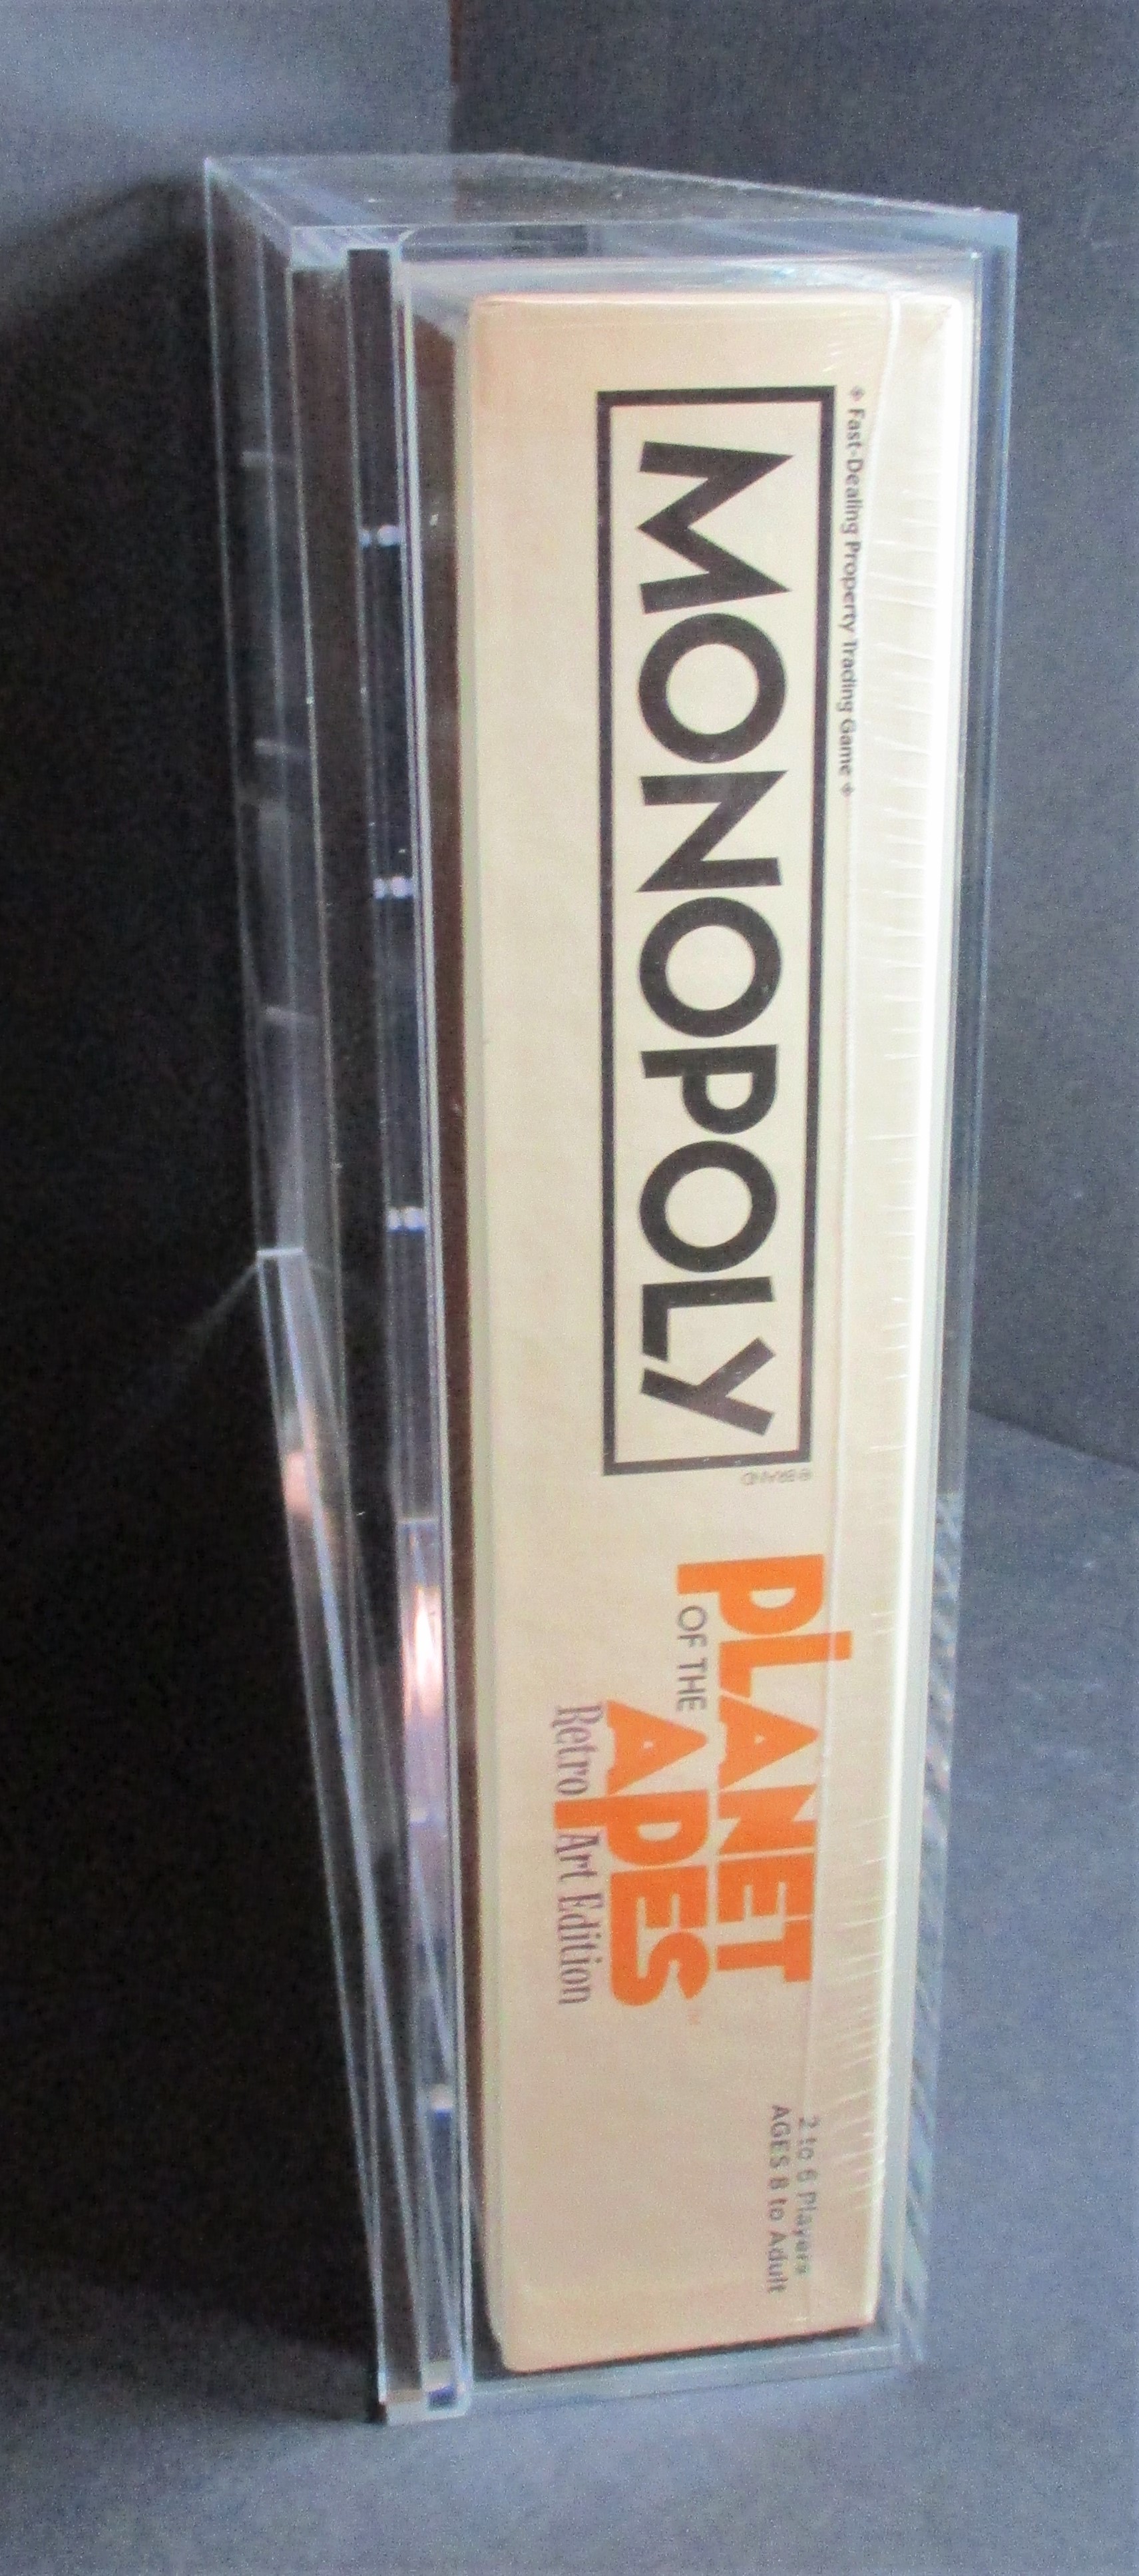 ❖ Fast-Dealing Property Trading Game ❖
MONOPOLY
®BRAND
PLANET
OF THE APES™
Retro Art Edition
2 to 6 Players
AGES 8 to Adult